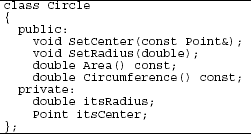 class Circle
{
  public:
    void SetCenter(const Point&);
    void SetRadius(double);
    double Area() const;
    double Circumference() const;
  private:
    double itsRadius;
    Point itsCenter;
};